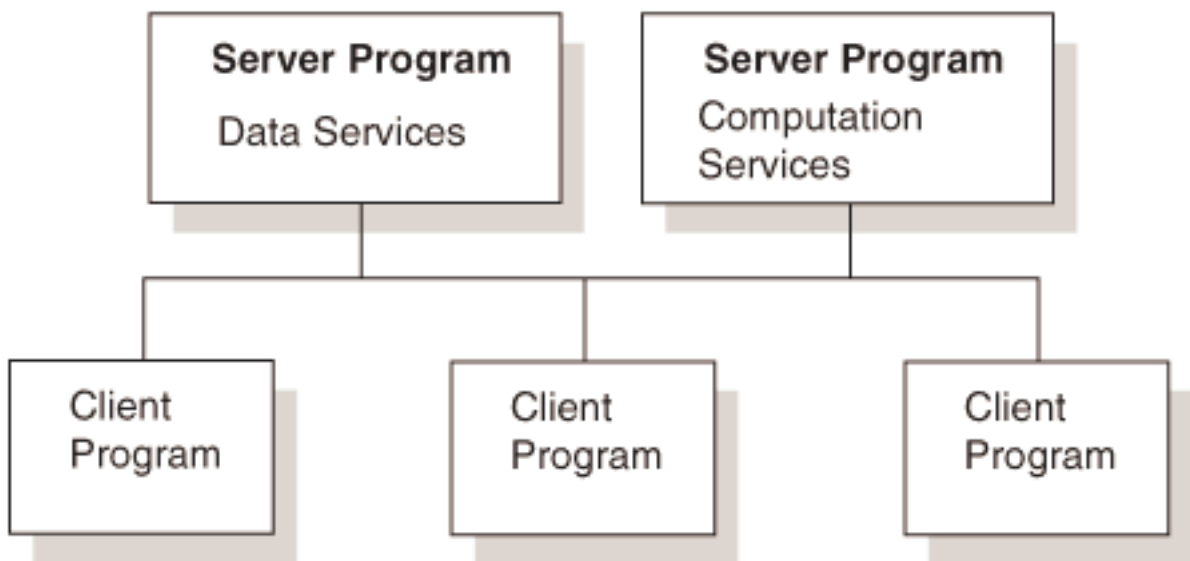 Server Program
Data Services
Server Program
Computation
Services
Client
Program
Client
Program
Client
Program